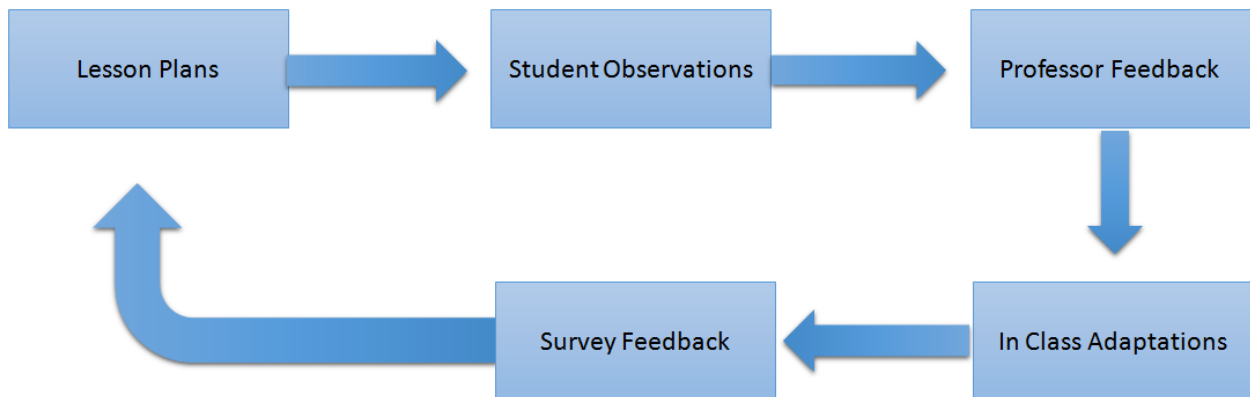 Lesson Plans
Student Observations
Professor Feedback
In Class Adaptations
Survey Feedback